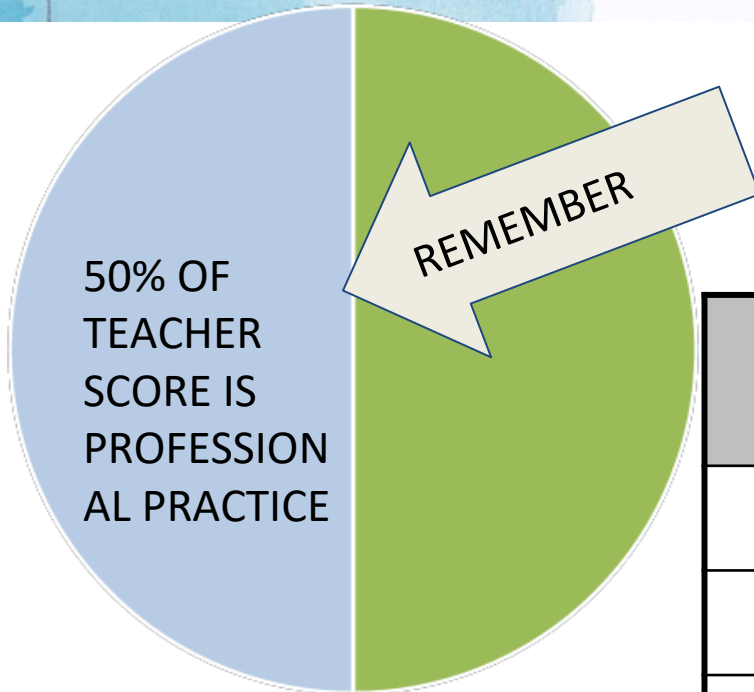 REMEMBER
50% OF
TEACHER
SCORE IS
PROFESSION
AL PRACTICE